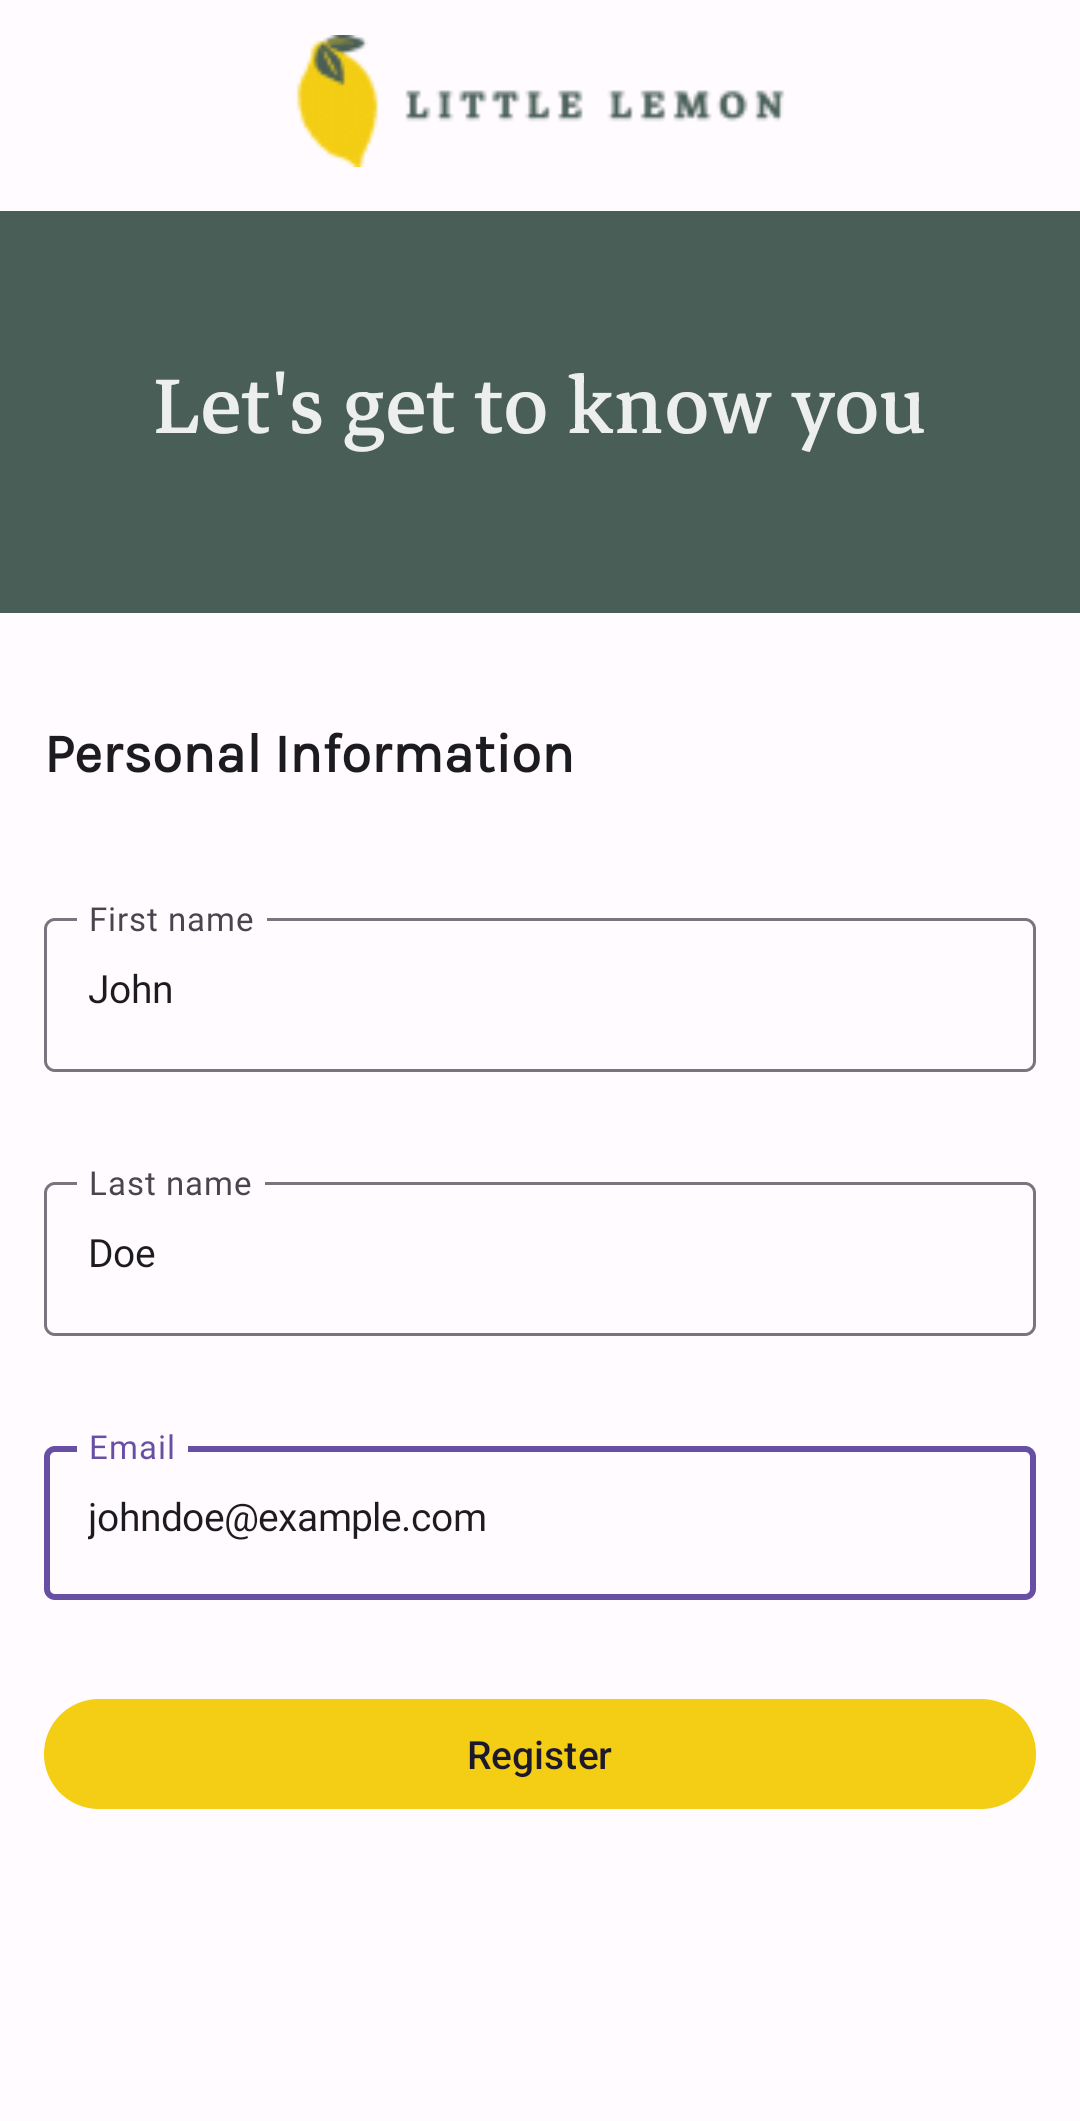 LITTLE LEMON
Let's get to know you
Personal Information
First name
John
Last name
Doe
Email
johndoe@example.com
Register